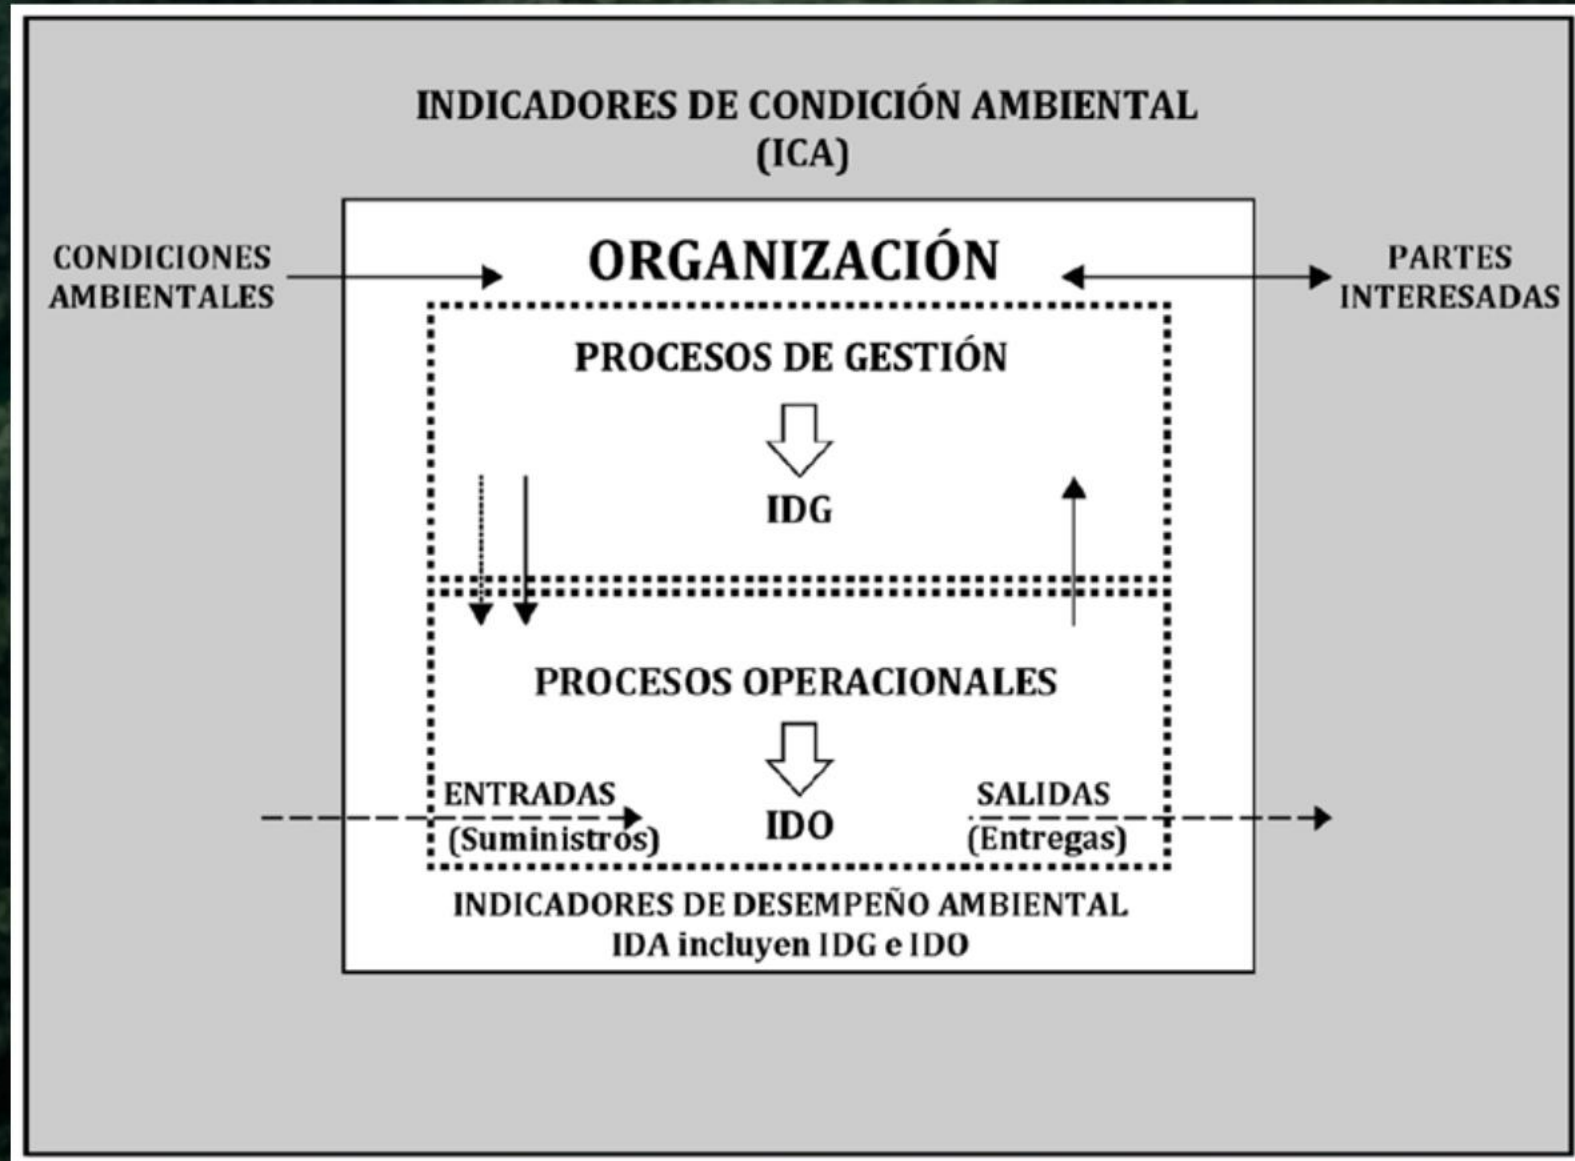 INDICADORES DE CONDICIÓN AMBIENTAL
(ICA)
CONDICIONES
AMBIENTALES
ORGANIZACIÓN
PARTES
INTERESADAS
PROCESOS DE GESTIÓN
IDG
PROCESOS OPERACIONALES
ENTRADAS
(Suministros)
IDO
SALIDAS
(Entregas)
INDICADORES DE DESEMPEÑO AMBIENTAL
IDA incluyen IDG e IDO